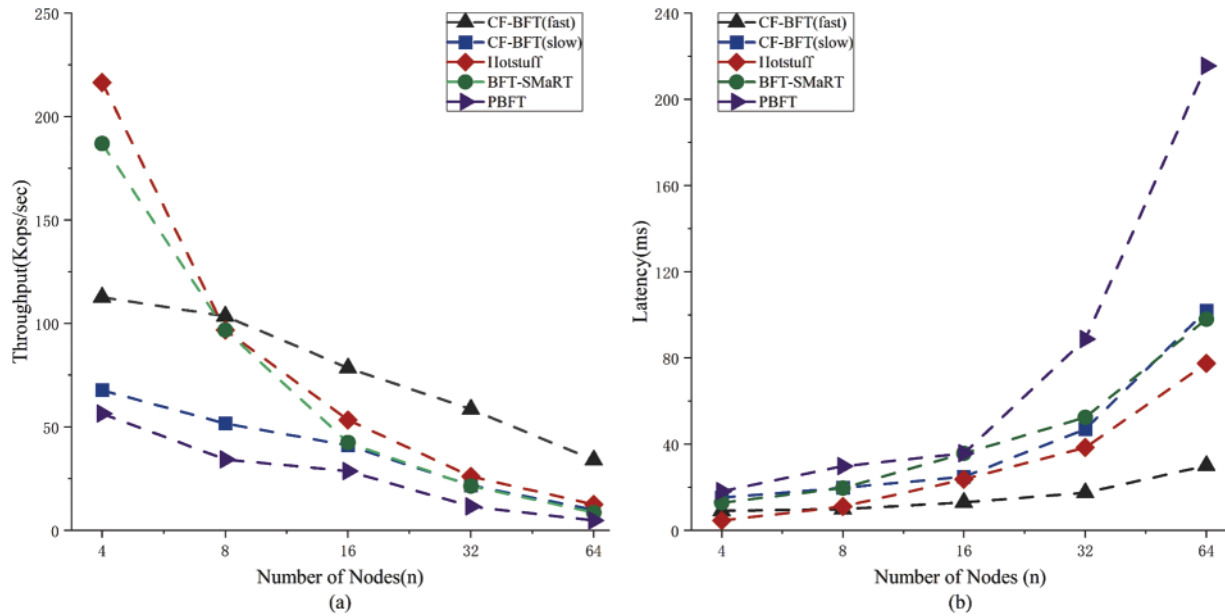 250
200
150
100
50
0
Throughput(Kops/sec)
4
8
16
32
64
Number of Nodes(n)
(a)
CF-BFT(fast)
CF-BFT(slow)
Hotstuff
BFT-SMaRT
PBFT
240
200
160
120
80
40
0
Latency(ms)
4
8
16
32
64
Number of Nodes (n)
(b)
CF-BFT(fast)
CF-BFT(slow)
Hotstuff
BFT-SMaRT
PBFT